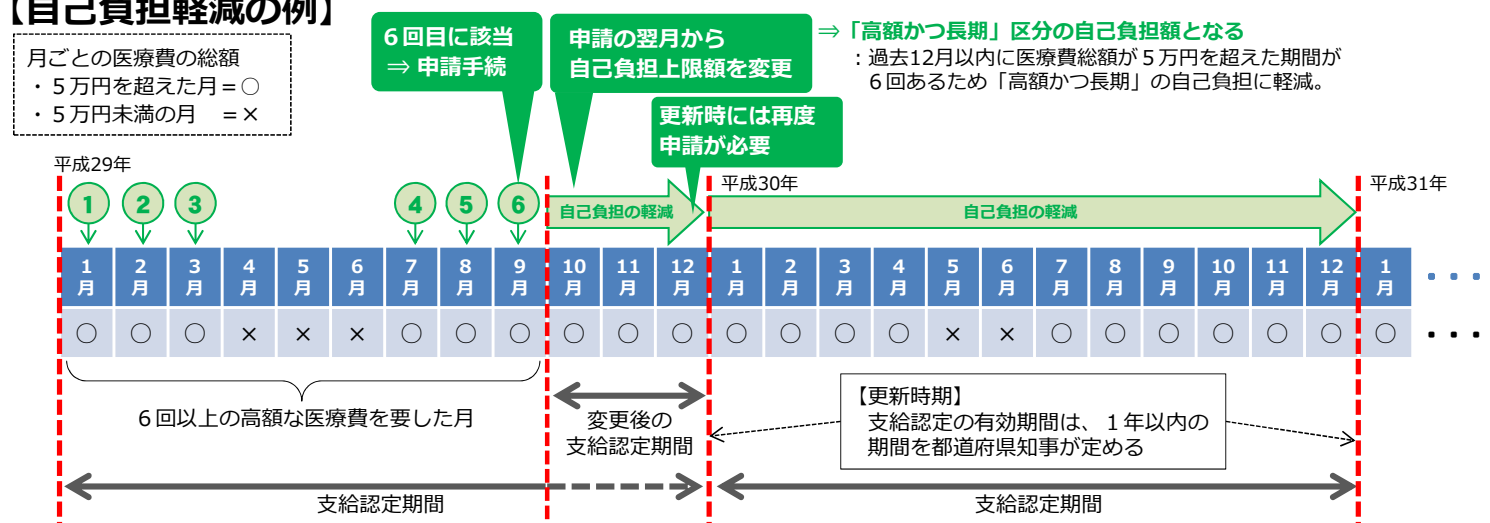 【自己負担軽減の例】
月ごとの医療費の総額
・５万円を超えた月＝○
・５万円未満の月　＝×
６回目に該当
⇒ 申請手続
申請の翌月から
自己負担上限額を変更
⇒「高額かつ長期」区分の自己負担額となる
：過去12月以内に医療費総額が５万円を超えた期間が
６回あるため「高額かつ長期」の自己負担に軽減。
更新時には再度
申請が必要
平成29年
平成30年
平成31年
1 2 3 4 5 6
自己負担の軽減
自己負担の軽減
1月 2月 3月 4月 5月 6月 7月 8月 9月 10月 11月 12月 1月 2月 3月 4月 5月 6月 7月 8月 9月 10月 11月 12月 1月 ・・・
○ ○ ○ × × × ○ ○ ○ ○ ○ ○ ○ ○ ○ ○ × × ○ ○ ○ ○ ○ ○ ○ ・・・
６回以上の高額な医療費を要した月
変更後の
支給認定期間
【更新時期】
支給認定の有効期間は、１年以内の
期間を都道府県知事が定める
支給認定期間
支給認定期間